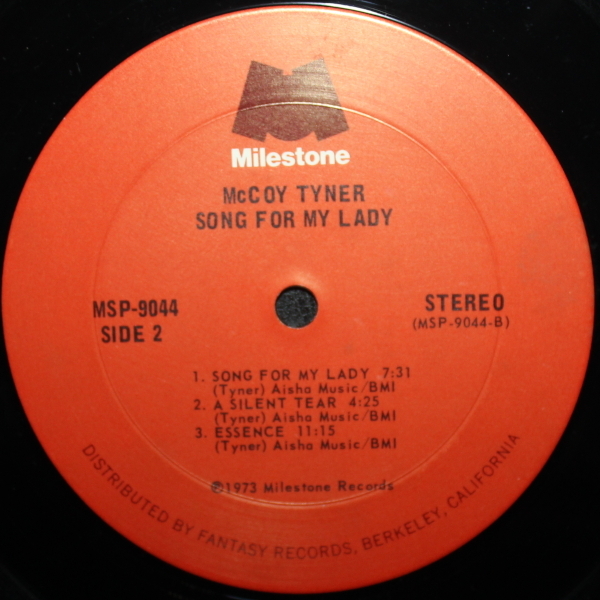 Milestone
McCOY TYNER
SONG FOR MY LADY
MSP-9044
SIDE 2
STEREO
(MSP-9044-B)
1. SONG FOR MY LADY 7:31
(Tyner) Aisha Music/BMI
2. A SILENT TEAR 4:25
(Tyner) Aisha Music/BMI
3. ESSENCE 11:15
(Tyner) Aisha Music/BMI
℗1973 Milestone Records
DISTRIBUTED BY FANTASY RECORDS, BERKELEY, CALIFORNIA